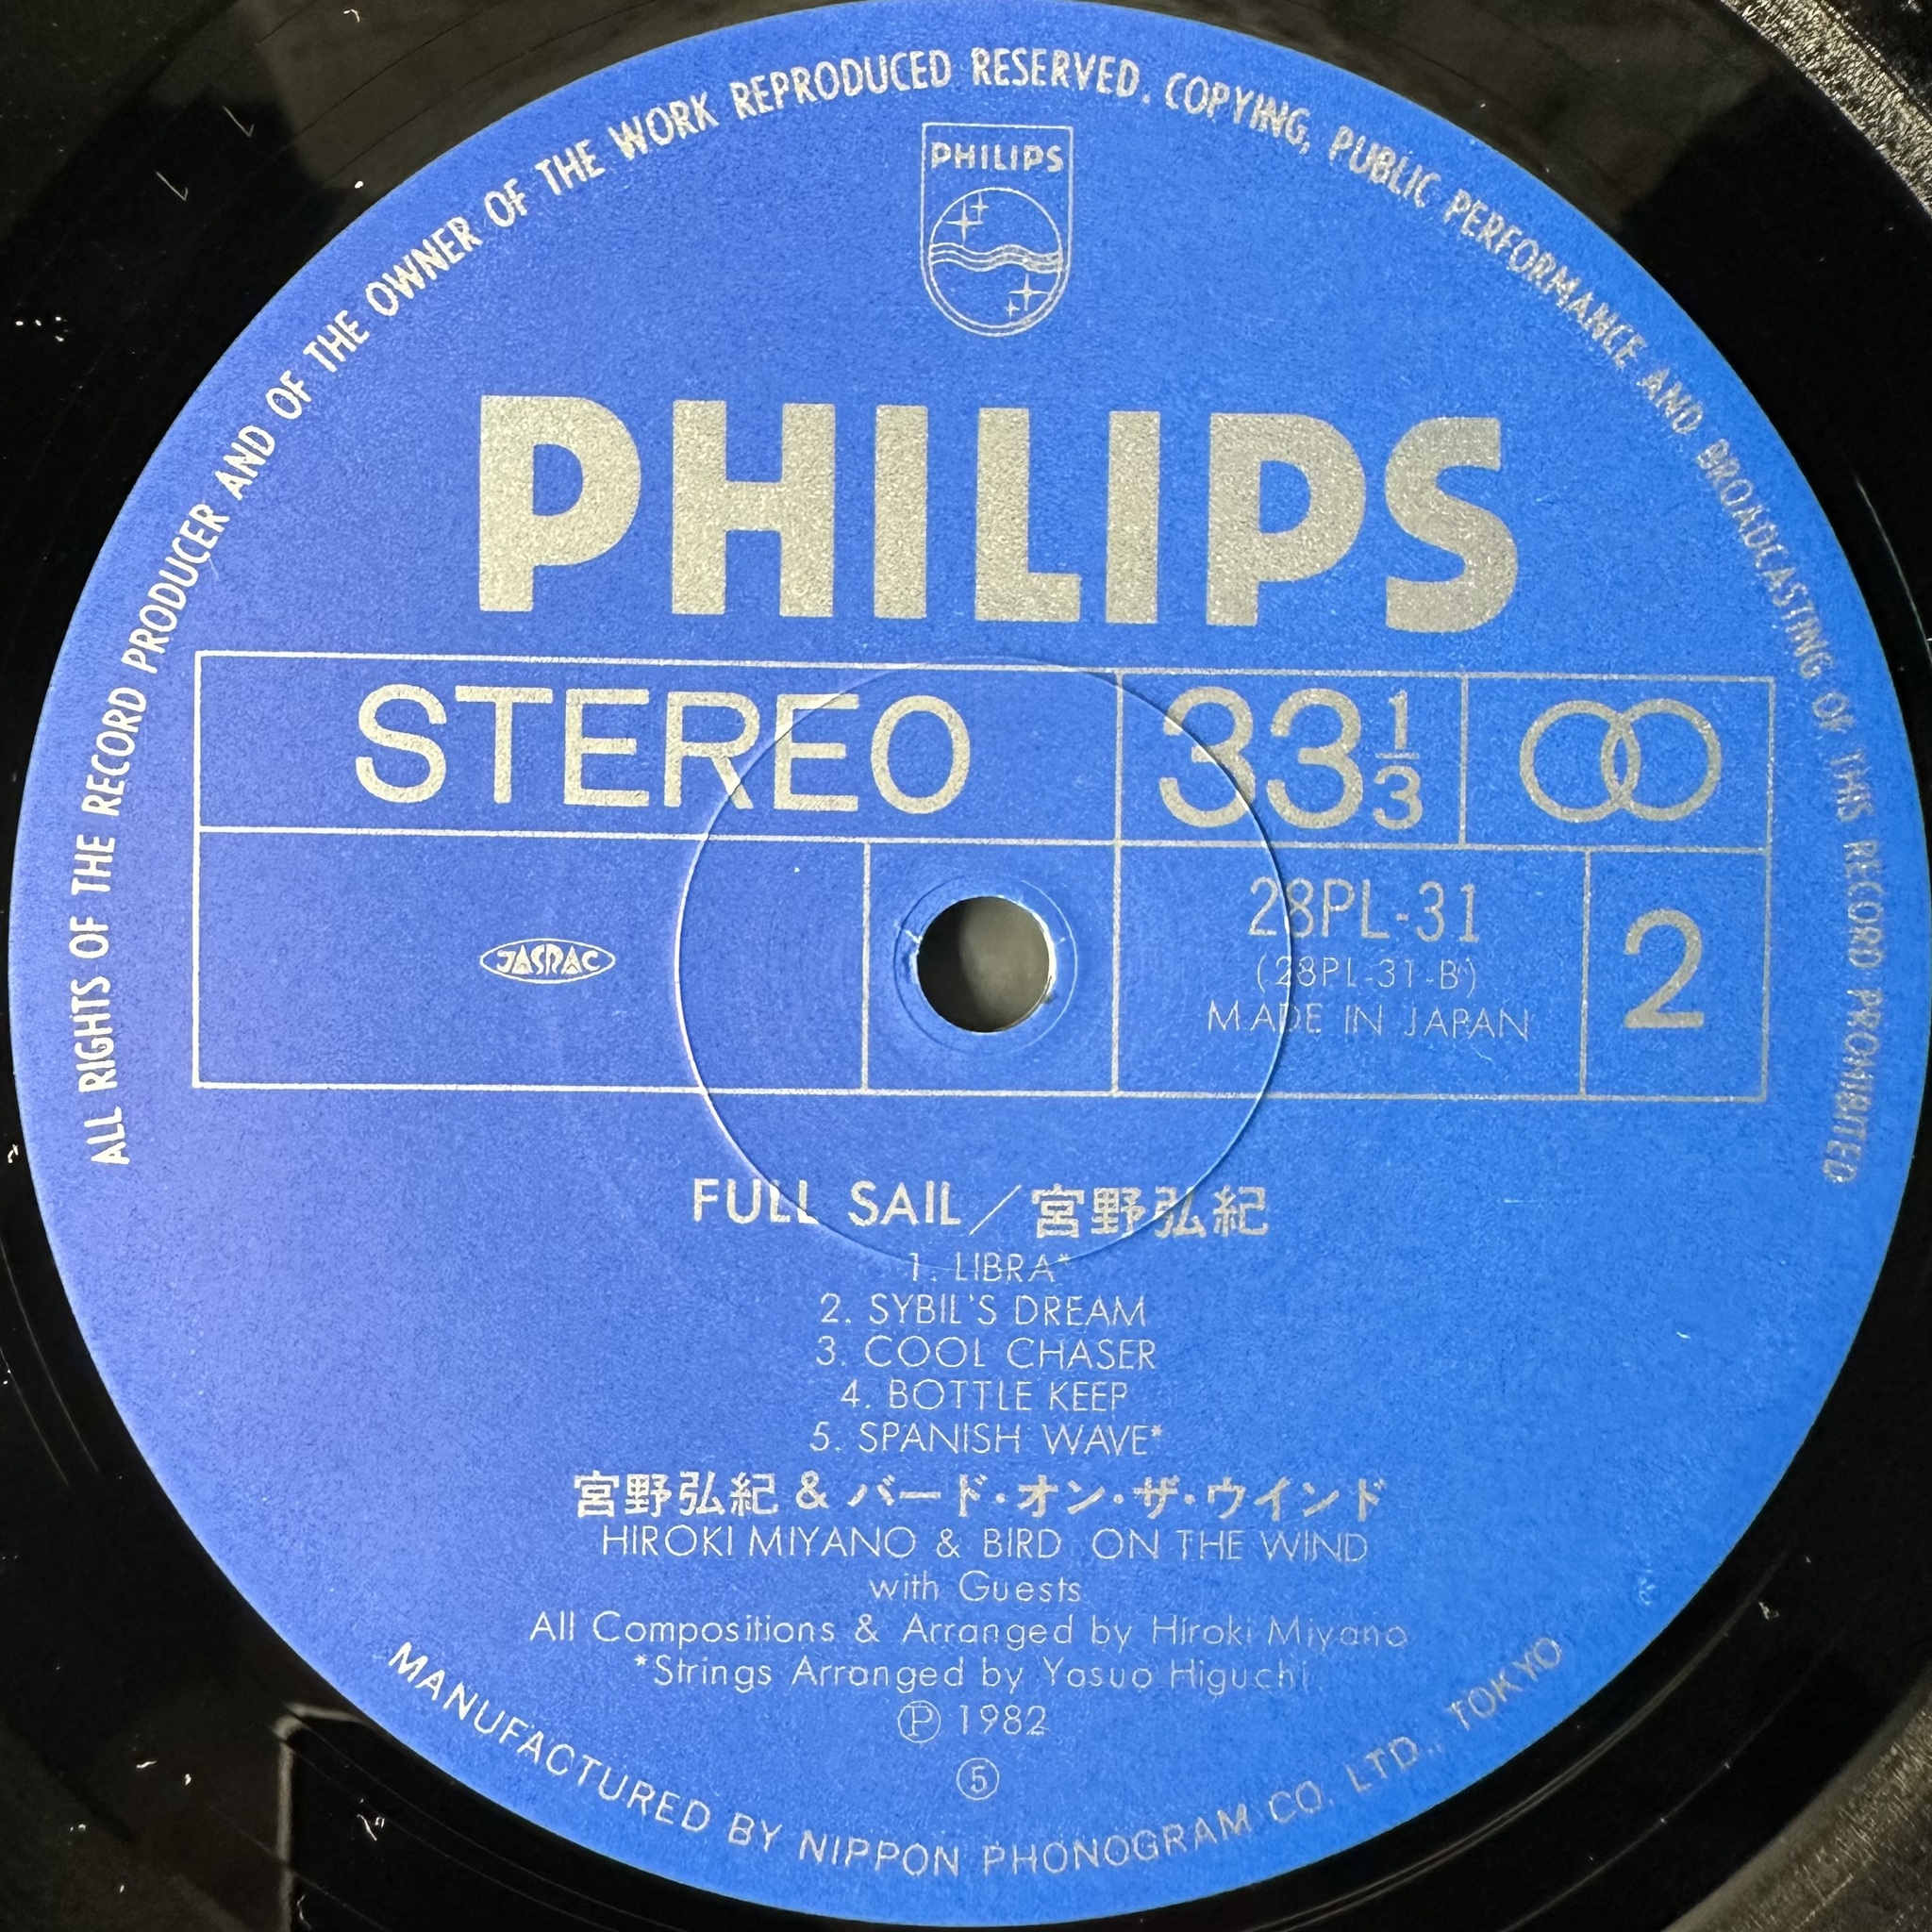 ALL RIGHTS OF THE RECORD PRODUCER AND OF THE OWNER OF THE WORK REPRODUCED RESERVED. COPYING, PUBLIC PERFORMANCE AND BROADCASTING OF THIS RECORD PROHIBITED
PHILIPS
PHILIPS
STEREO
33 1/3
JASRAC
28PL-31
(28PL-31-B)
MADE IN JAPAN
2
FULL SAIL／宮野弘紀
1. LIBRA*
2. SYBIL'S DREAM
3. COOL CHASER
4. BOTTLE KEEP
5. SPANISH WAVE*
宮野弘紀 & バード・オン・ザ・ウインド
HIROKI MIYANO & BIRD ON THE WIND
with Guests
All Compositions & Arranged by Hiroki Miyano
*Strings Arranged by Yasuo Higuchi
Ⓟ 1982
⑤
MANUFACTURED BY NIPPON PHONOGRAM CO. LTD., TOKYO